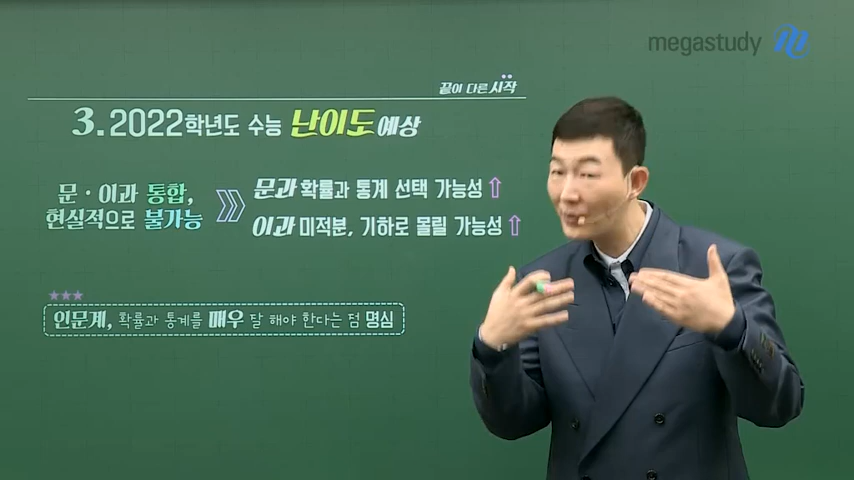 megastudy
끝이 다른 시작
3. 2022학년도 수능 난이도 예상
문·이과 통합,
현실적으로 불가능
문과 확률과 통계 선택 가능성 ⇧
이과 미적분, 기하로 몰릴 가능성 ⇧
★★★
인문계, 확률과 통계를 매우 탈 해야 한다는 텀 명심